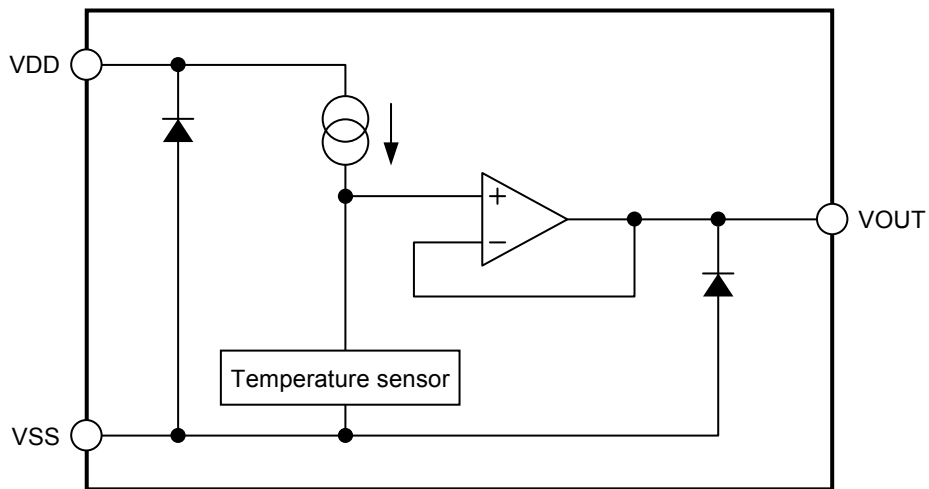 VDD
+
−
VOUT
Temperature sensor
VSS